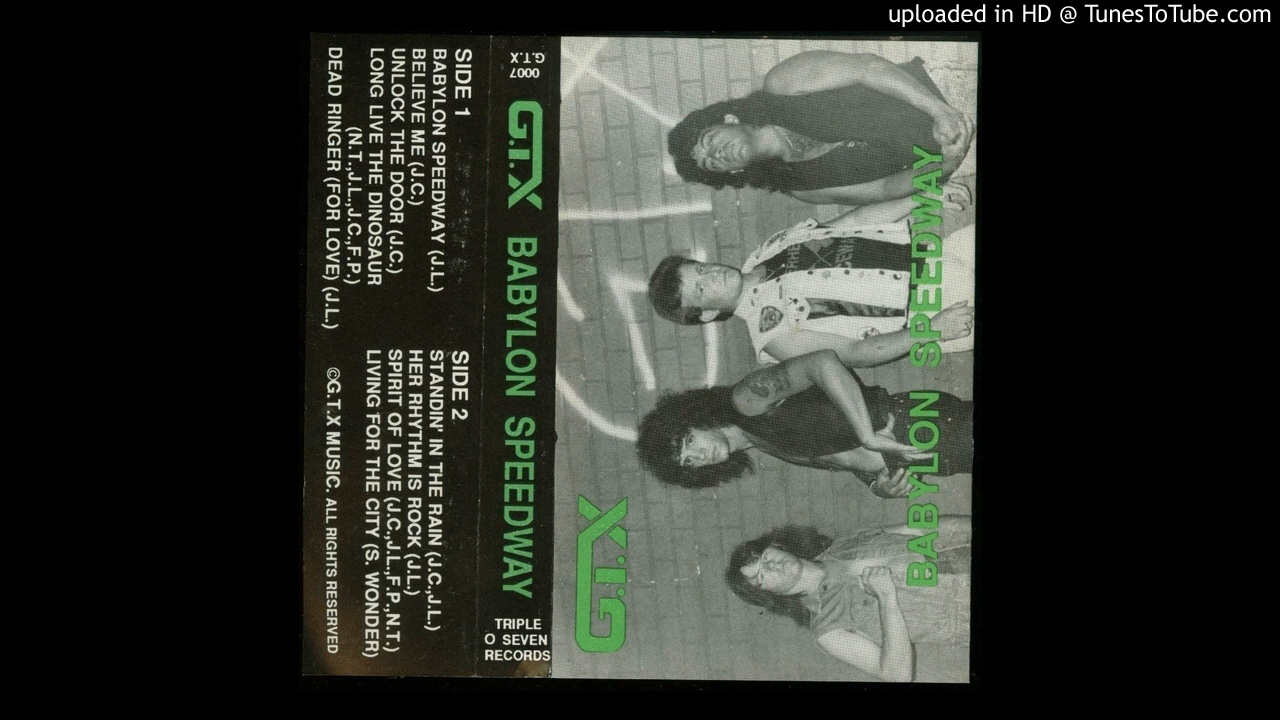 uploaded in HD @ TunesToTube.com
SIDE 1
BABYLON SPEEDWAY (J.L.)
BELIEVE ME (J.C.)
UNLOCK THE DOOR (J.C.)
LONG LIVE THE DINOSAUR
(N.T.,J.L.,J.C.,F.P.)
DEAD RINGER (FOR LOVE) (J.L.)
SIDE 2
STANDIN' IN THE RAIN (J.C.,J.L.)
HER RHYTHM IS ROCK (J.L.)
SPIRIT OF LOVE (J.C.,J.L.,F.P.,N.T.)
LIVING FOR THE CITY (S. WONDER)
©G.T.X MUSIC. ALL RIGHTS RESERVED
G.T.X
0007
G.T.X BABYLON SPEEDWAY
TRIPLE
O SEVEN
RECORDS
G.T.X
BABYLON SPEEDWAY